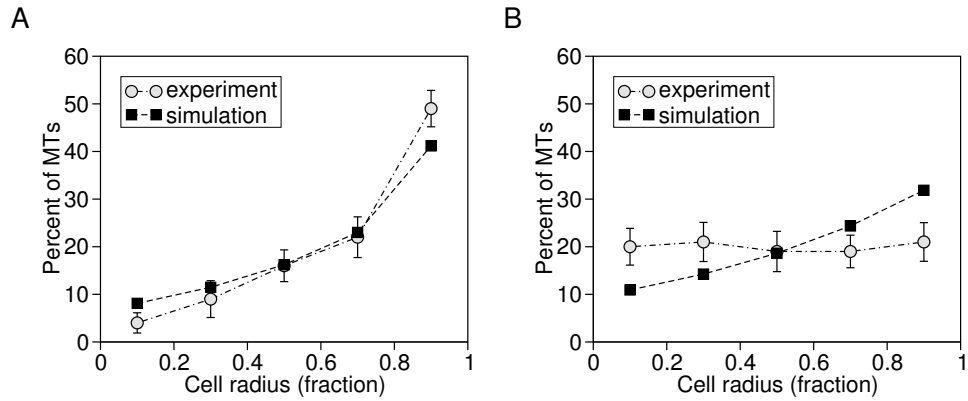 A
60
50
40
30
20
10
0
Percent of MTs
experiment
simulation
0
0.2
0.4
0.6
0.8
1
Cell radius (fraction)
B
60
50
40
30
20
10
0
Percent of MTs
experiment
simulation
0
0.2
0.4
0.6
0.8
1
Cell radius (fraction)